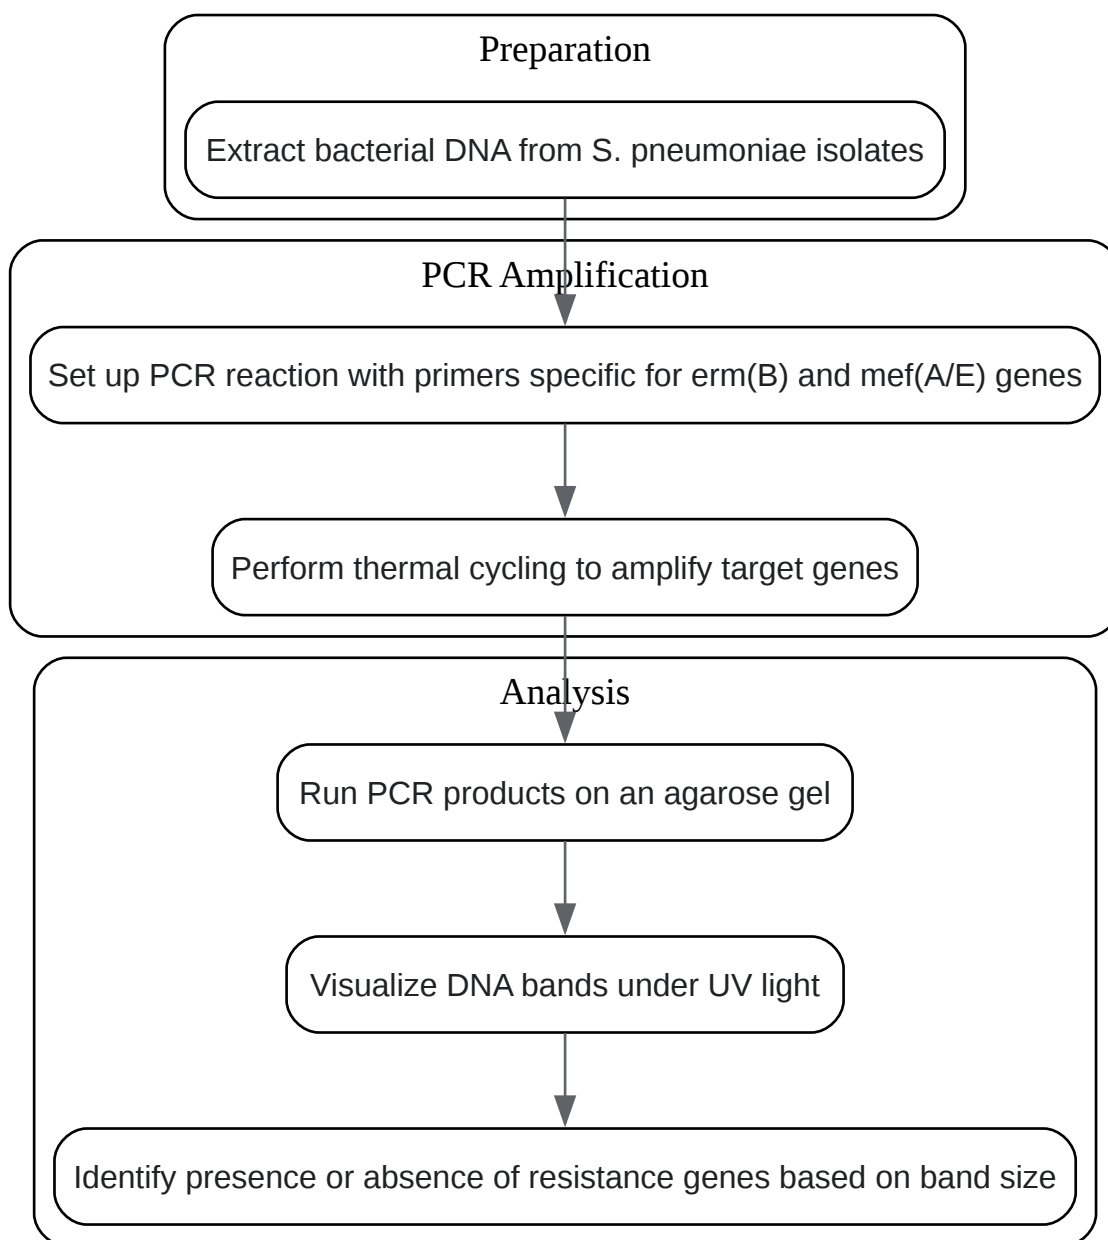 Preparation
Extract bacterial DNA from S. pneumoniae isolates
PCR Amplification
Set up PCR reaction with primers specific for erm(B) and mef(A/E) genes
Perform thermal cycling to amplify target genes
Analysis
Run PCR products on an agarose gel
Visualize DNA bands under UV light
Identify presence or absence of resistance genes based on band size